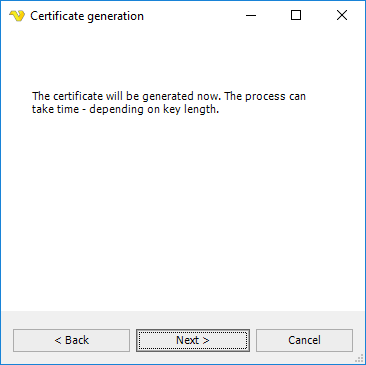 Certificate generation
The certificate will be generated now. The process can
take time - depending on key length.
< Back
Next >
Cancel